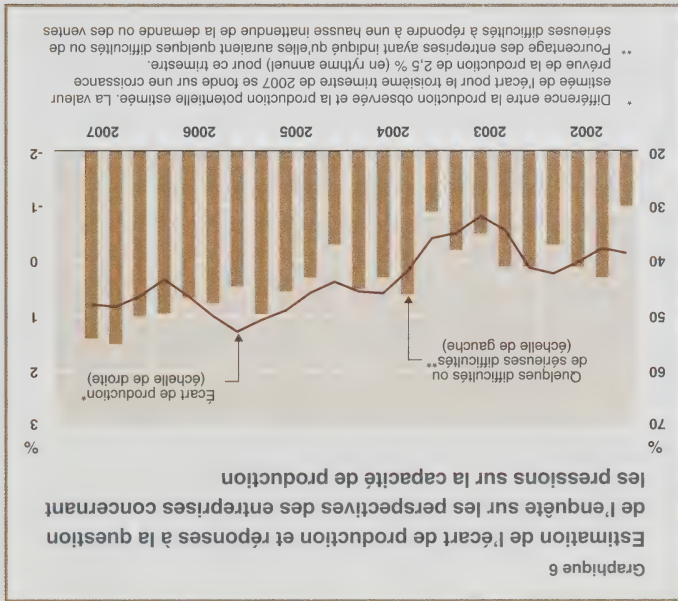 Graphique 6
Estimation de l'écart de production et réponses à la question
de l'enquête sur les perspectives des entreprises concernant
les pressions sur la capacité de production
% %
70 3
60 2
50 1
40 0
30 -1
20 -2
Quelques difficultés ou
de sérieuses difficultés**
(échelle de gauche)
Écart de production*
(échelle de droite)
2002 2003 2004 2005 2006 2007
* Différence entre la production observée et la production potentielle estimée. La valeur
estimée de l'écart pour le troisième trimestre de 2007 se fonde sur une croissance
prévue de la production de 2,5 % (en rythme annuel) pour ce trimestre.
** Pourcentage des entreprises ayant indiqué qu'elles auraient quelques difficultés ou de
sérieuses difficultés à répondre à une hausse inattendue de la demande ou des ventes